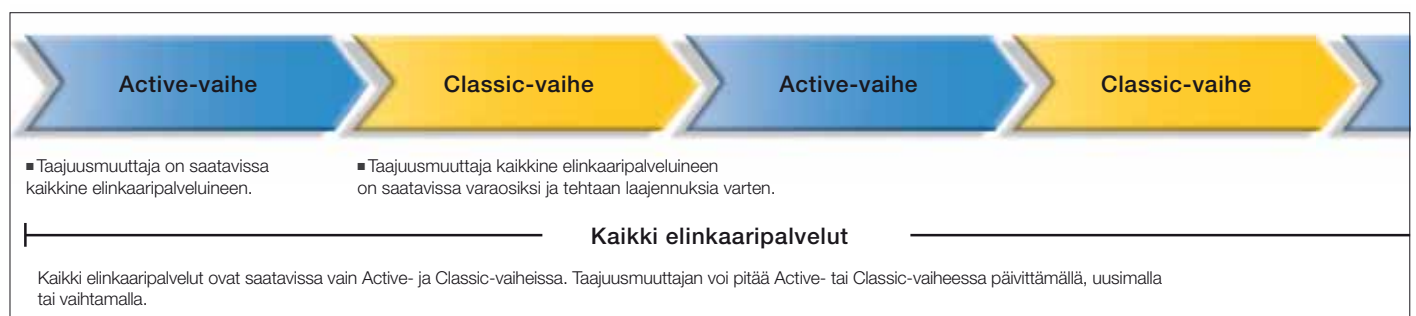 Active-vaihe
Classic-vaihe
Active-vaihe
Classic-vaihe
■ Taajuusmuuttaja on saatavissa
kaikkine elinkaaripalveluineen.
■ Taajuusmuuttaja kaikkine elinkaaripalveluineen
on saatavissa varaosiksi ja tehtaan laajennuksia varten.
Kaikki elinkaaripalvelut
Kaikki elinkaaripalvelut ovat saatavissa vain Active- ja Classic-vaiheissa. Taajuusmuuttajan voi pitää Active- tai Classic-vaiheessa päivittämällä, uusimalla
tai vaihtamalla.